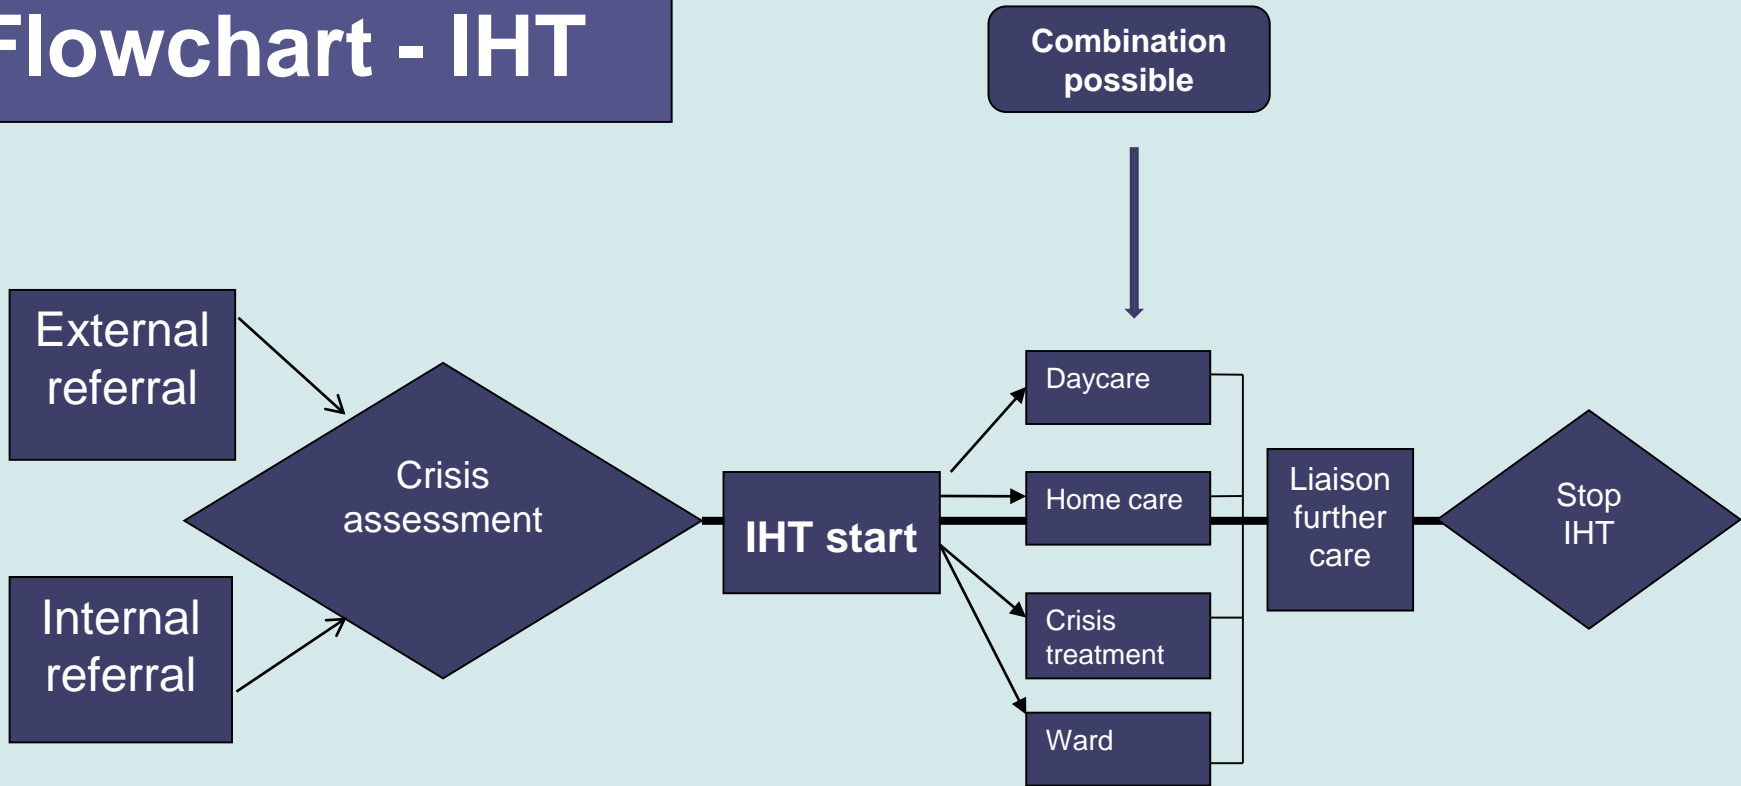 Flowchart - IHT
Combination
possible
External
referral
Internal
referral
Crisis
assessment
IHT start
Daycare
Home care
Crisis
treatment
Ward
Liaison
further
care
Stop
IHT